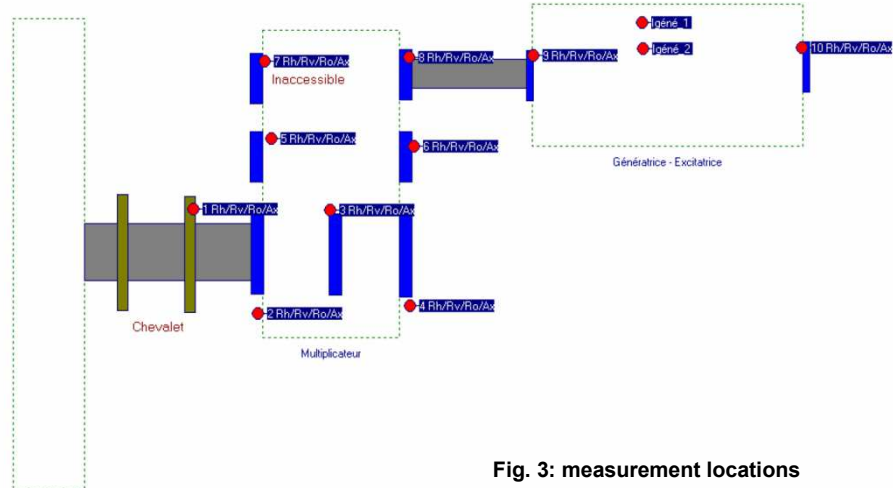 Igéné_1
Igéné_2
7 Rh/Rv/Ro/Ax
8 Rh/Rv/Ro/Ax
9 Rh/Rv/Ro/Ax
10 Rh/Rv/Ro/Ax
Inaccessible
5 Rh/Rv/Ro/Ax
6 Rh/Rv/Ro/Ax
Génératrice - Excitatrice
1 Rh/Rv/Ro/Ax
3 Rh/Rv/Ro/Ax
4 Rh/Rv/Ro/Ax
2 Rh/Rv/Ro/Ax
Chevalet
Multiplicateur
Fig. 3: measurement locations